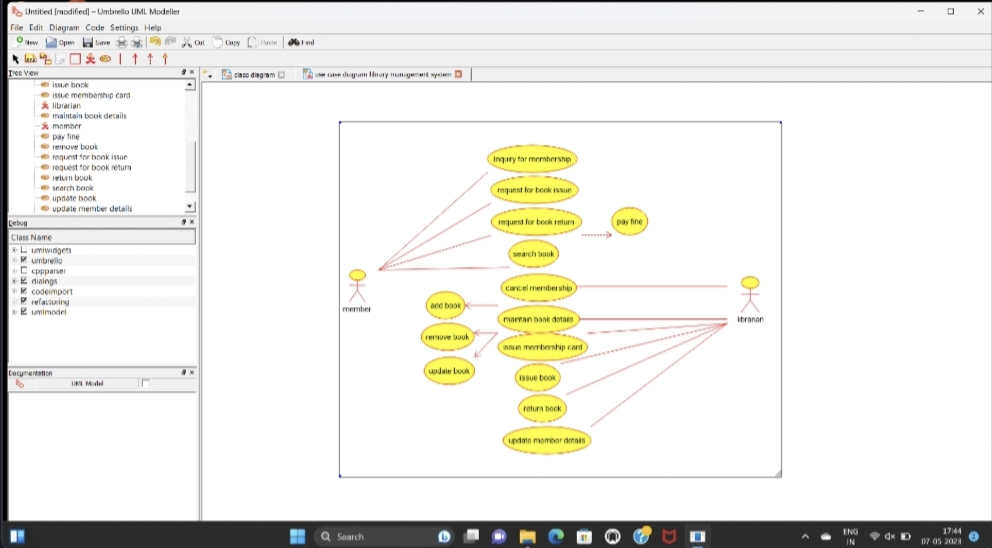 Untitled [modified] – Umbrello UML Modeller
File Edit Diagram Code Settings Help
New Open Save Cut Copy Paste Find
Tree View
class diagram use case diagram library management system
issue book
issue membership card
librarian
maintain book details
member
pay fine
remove book
request for book issue
request for book return
return book
search book
update book
update member details
Debug
Class Name
umlwidgets
umbrello
cppparser
dialogs
codeimport
refactoring
umlmodel
Documentation
UML Model
Inquiry for membership
request for book issue
request for book return
pay fine
search book
cancel membership
member
add book
maintain book details
librarian
remove book
issue membership card
update book
issue book
return book
update member details
Search
ENG
IN
17:44
07-05-2023
2